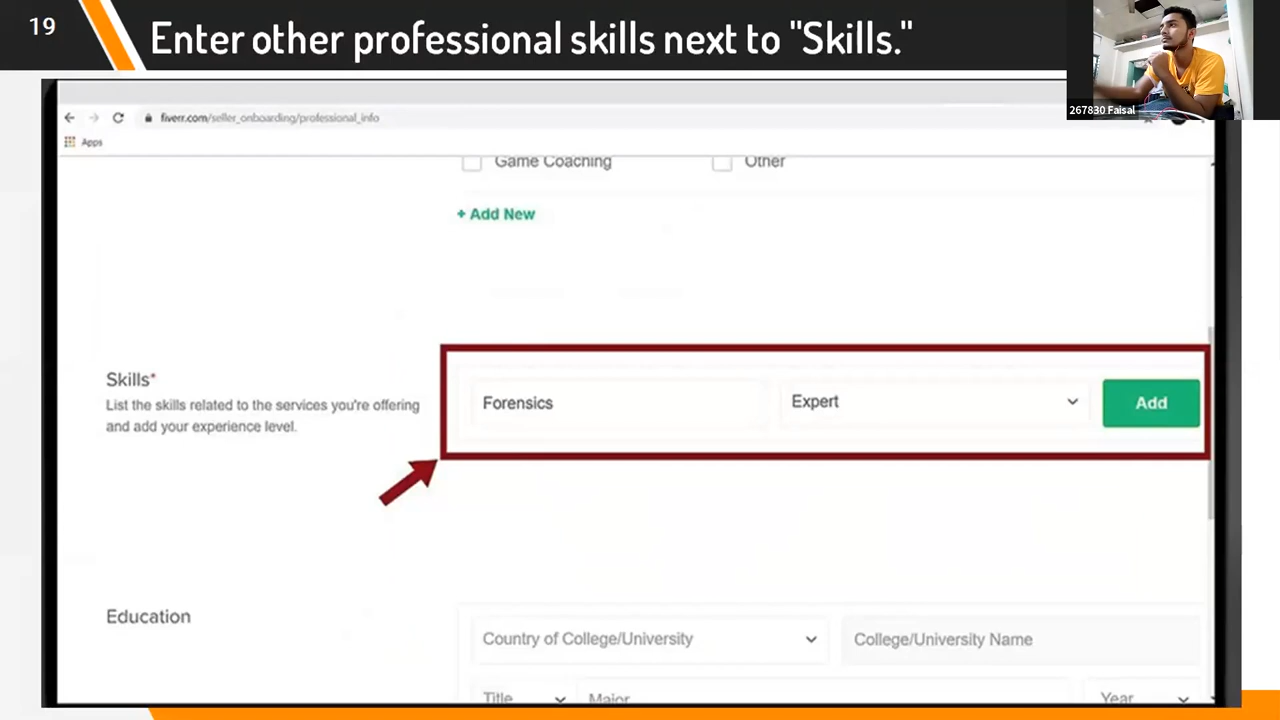 19
Enter other professional skills next to "Skills."
267830 Faisal
fiverr.com/seller_onboarding/professional_info
Apps
Game Coaching
Other
+ Add New
Skills*
List the skills related to the services you're offering
and add your experience level.
Forensics
Expert
Add
Education
Country of College/University
College/University Name
Title
Major
Year